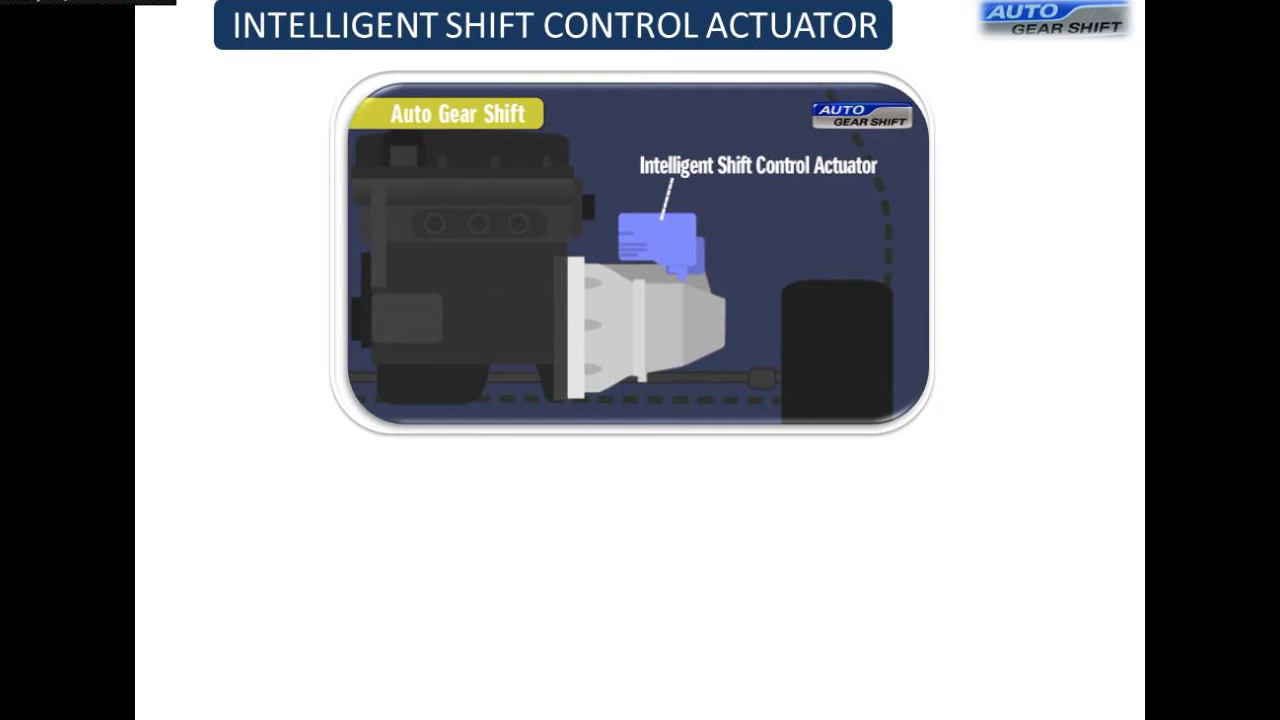 INTELLIGENT SHIFT CONTROL ACTUATOR
AUTO
GEAR SHIFT
Auto Gear Shift
AUTO
GEAR SHIFT
Intelligent Shift Control Actuator